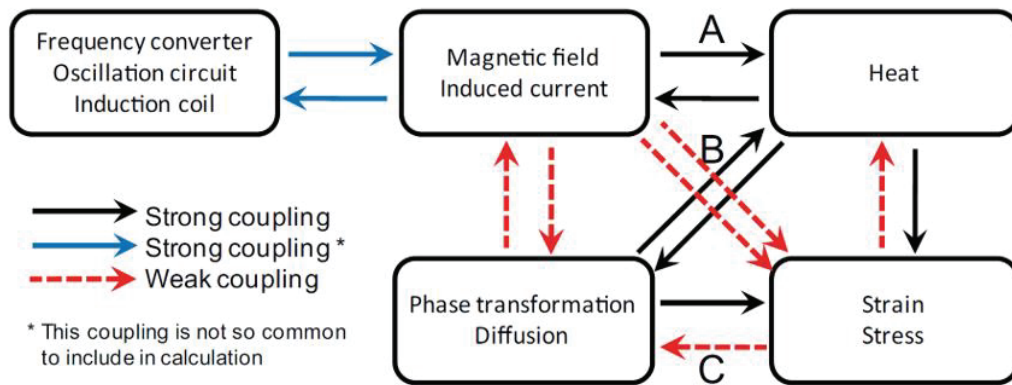 Frequency converter
Oscillation circuit
Induction coil
Magnetic field
Induced current
A
Heat
B
Strong coupling
Strong coupling *
Weak coupling
* This coupling is not so common
to include in calculation
Phase transformation
Diffusion
Strain
Stress
C